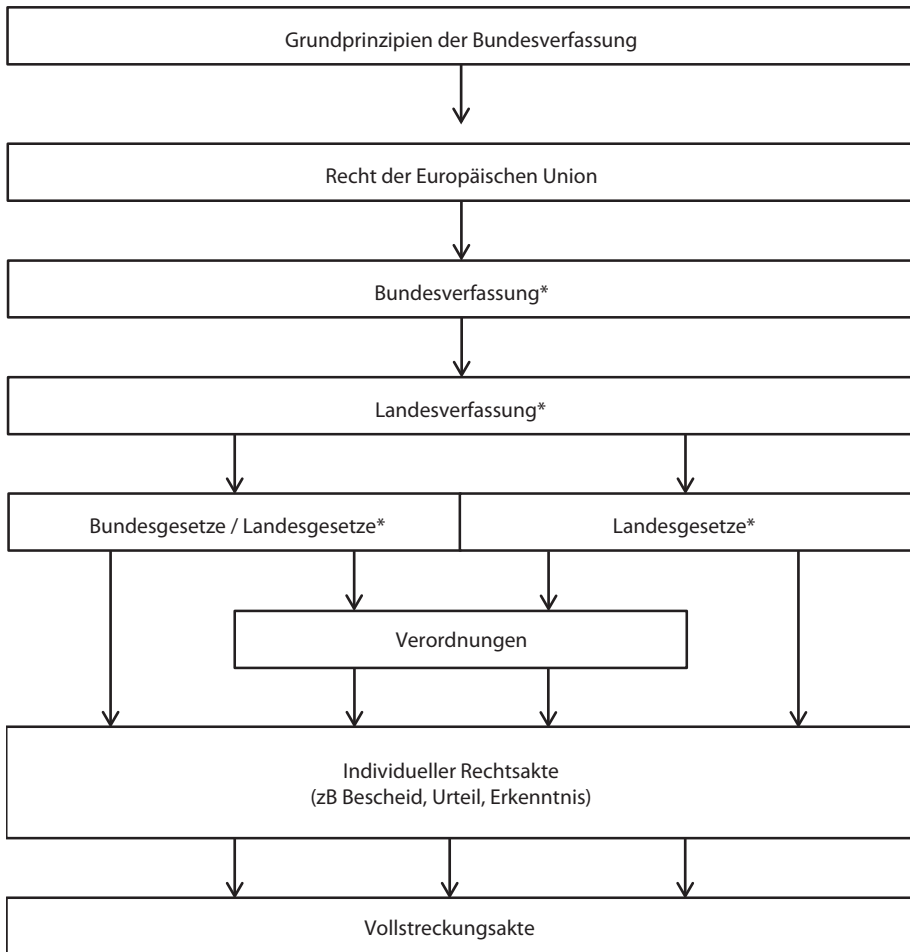 Grundprinzipien der Bundesverfassung
Recht der Europäischen Union
Bundesverfassung*
Landesverfassung*
Bundesgesetze / Landesgesetze*
Landesgesetze*
Verordnungen
Individueller Rechtsakte
(zB Bescheid, Urteil, Erkenntnis)
Vollstreckungsakte